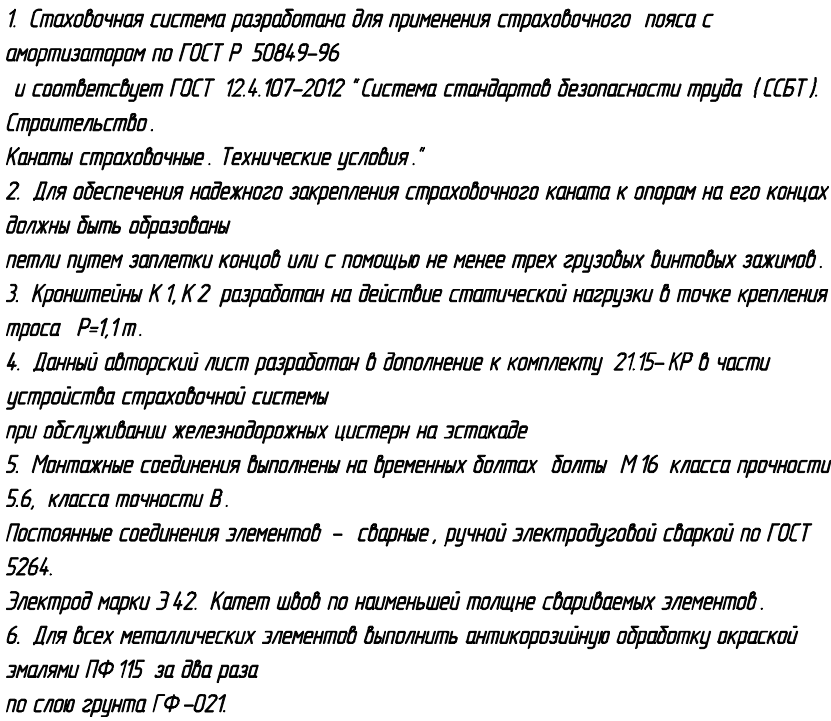 1. Стаховочная система разработана для применения страховочного пояса с
амортизатором по ГОСТ Р 50849-96
и соответсвует ГОСТ 12.4.107-2012 "Система стандартов безопасности труда (ССБТ).
Строительство.
Канаты страховочные. Технические условия."
2. Для обеспечения надежного закрепления страховочного каната к опорам на его концах
должны быть образованы
петли путем заплетки концов или с помощью не менее трех грузовых винтовых зажимов.
3. Кронштейны К1, К2 разработан на действие статической нагрузки в точке крепления
троса Р=1,1т.
4. Данный авторский лист разработан в дополнение к комплекту 21.15-КР в части
устройства страховочной системы
при обслуживании железнодорожных цистерн на эстакаде
5. Монтажные соединения выполнены на временных болтах болты М16 класса прочности
5.6, класса точности В.
Постоянные соединения элементов - сварные, ручной электродуговой сваркой по ГОСТ
5264.
Электрод марки Э42. Катет швов по наименьшей толщне свариваемых элементов.
6. Для всех металлических элементов выполнить антикорозийную обработку окраской
эмалями ПФ115 за два раза
по слою грунта ГФ-021.